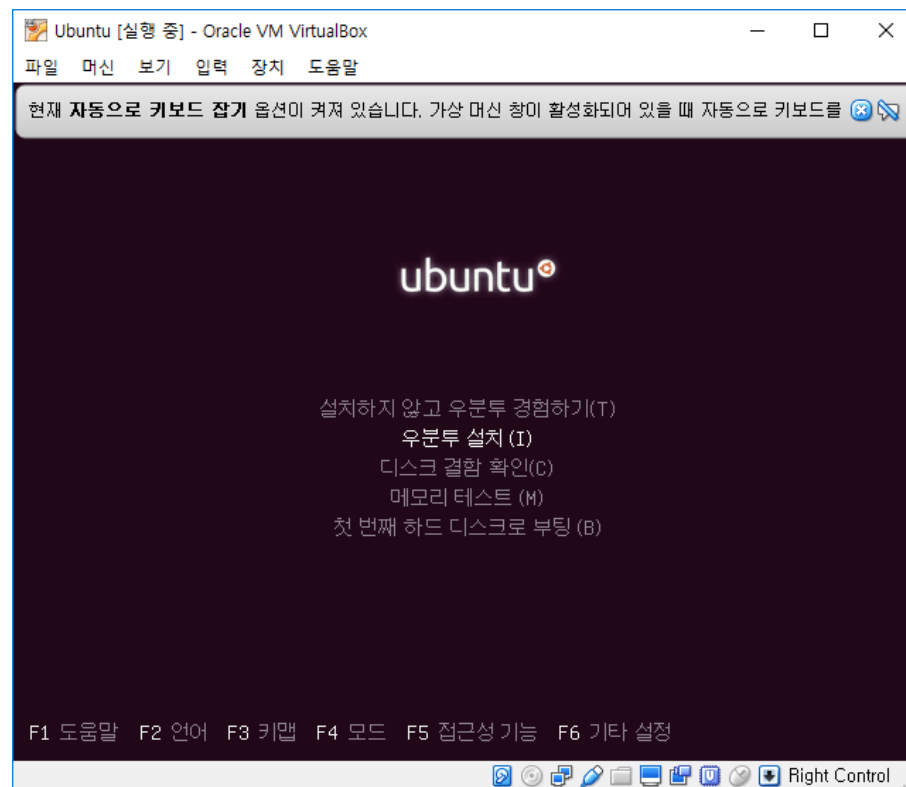 Ubuntu [실행 중] - Oracle VM VirtualBox
파일 머신 보기 입력 장치 도움말
현재 자동으로 키보드 잡기 옵션이 켜져 있습니다. 가상 머신 창이 활성화되어 있을 때 자동으로 키보드를
ubuntu
설치하지 않고 우분투 경험하기(T)
우분투 설치 (I)
디스크 결함 확인(C)
메모리 테스트 (M)
첫 번째 하드 디스크로 부팅 (B)
F1 도움말 F2 언어 F3 키맵 F4 모드 F5 접근성 기능 F6 기타 설정
Right Control